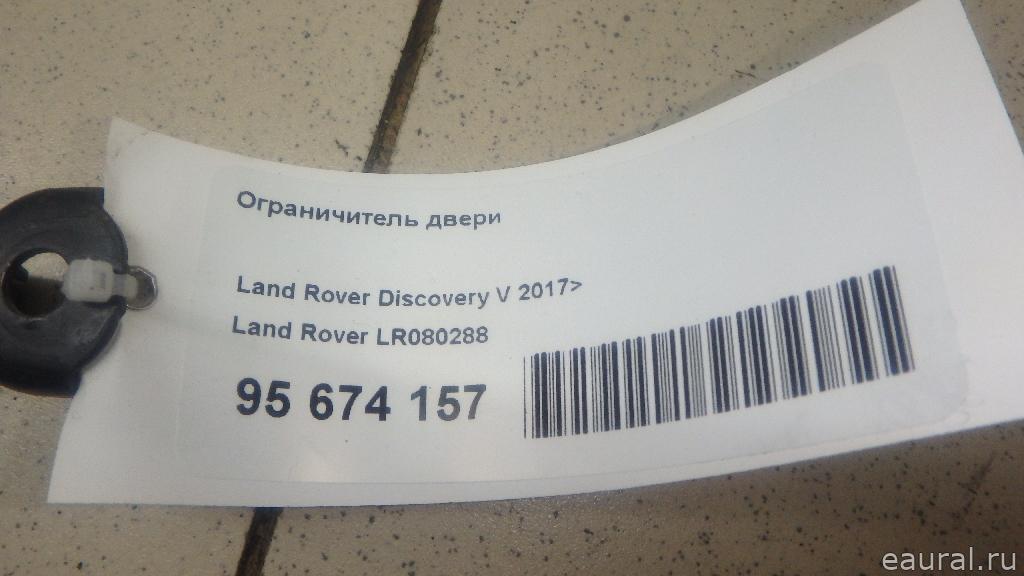 Ограничитель двери
Land Rover Discovery V 2017>
Land Rover LR080288
95 674 157
eaural.ru